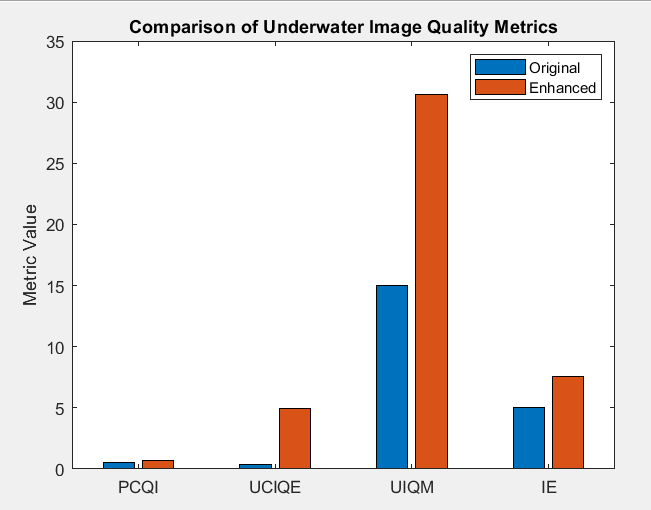 Comparison of Underwater Image Quality Metrics
35
30
25
20
15
10
5
0
Metric Value
Original
Enhanced
PCQI UCIQE UIQM IE